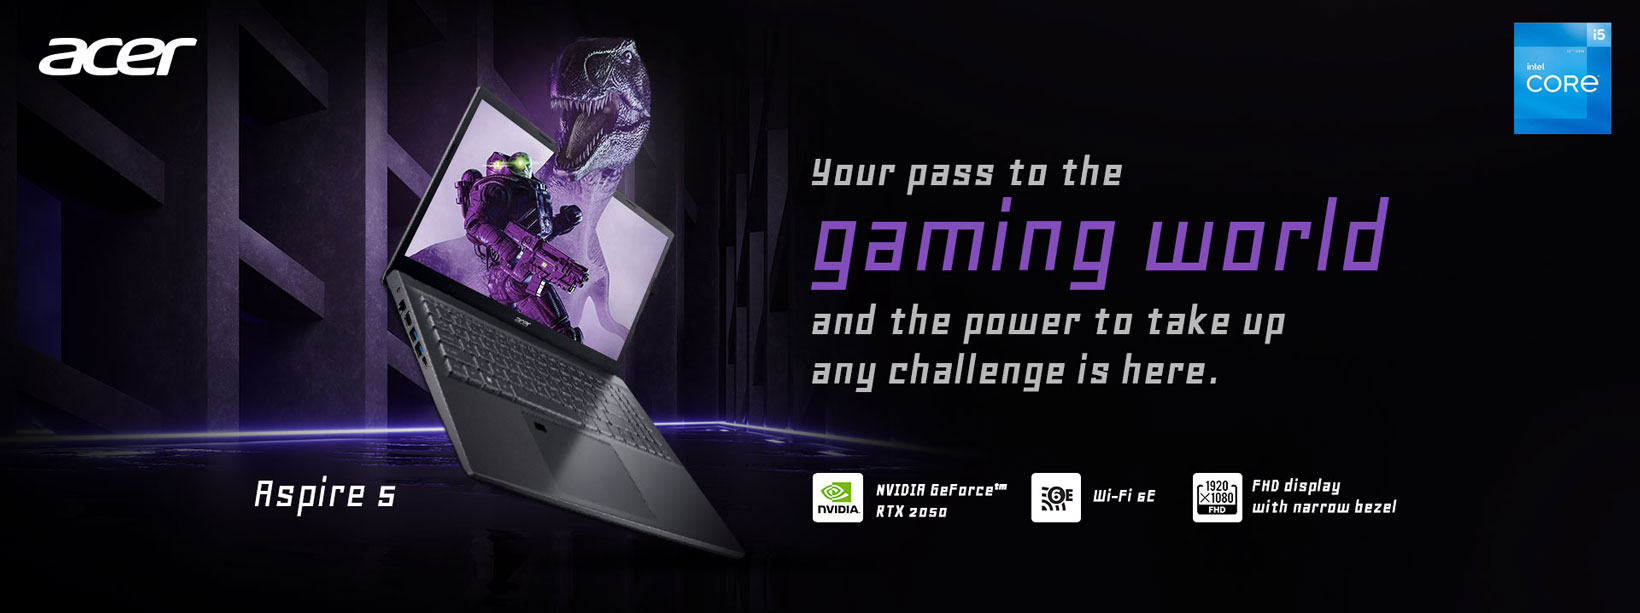 acer
i5
intel
CORe
Your pass to the
gaming world
and the power to take up
any challenge is here.
acer
Aspire 5
NVIDIA
NVIDIA GeForce™
RTX 2050
6E
Wi-Fi 6E
1920
×1080
FHD
FHD display
with narrow bezel